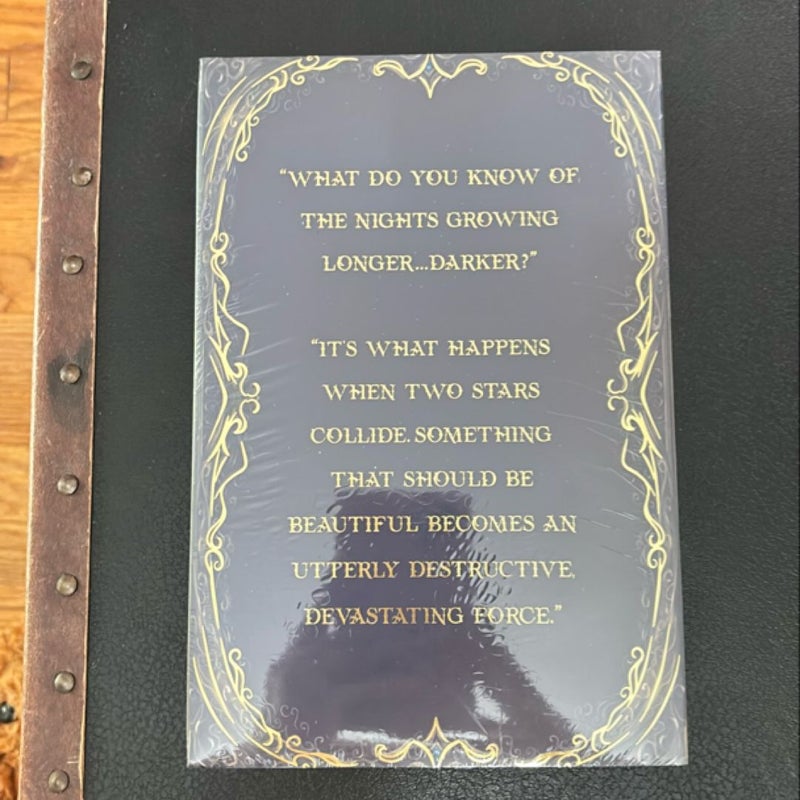 “WHAT DO YOU KNOW OF
THE NIGHTS GROWING
LONGER...DARKER?”
“IT'S WHAT HAPPENS
WHEN TWO STARS
COLLIDE. SOMETHING
THAT SHOULD BE
BEAUTIFUL BECOMES AN
UTTERLY DESTRUCTIVE,
DEVASTATING FORCE.”